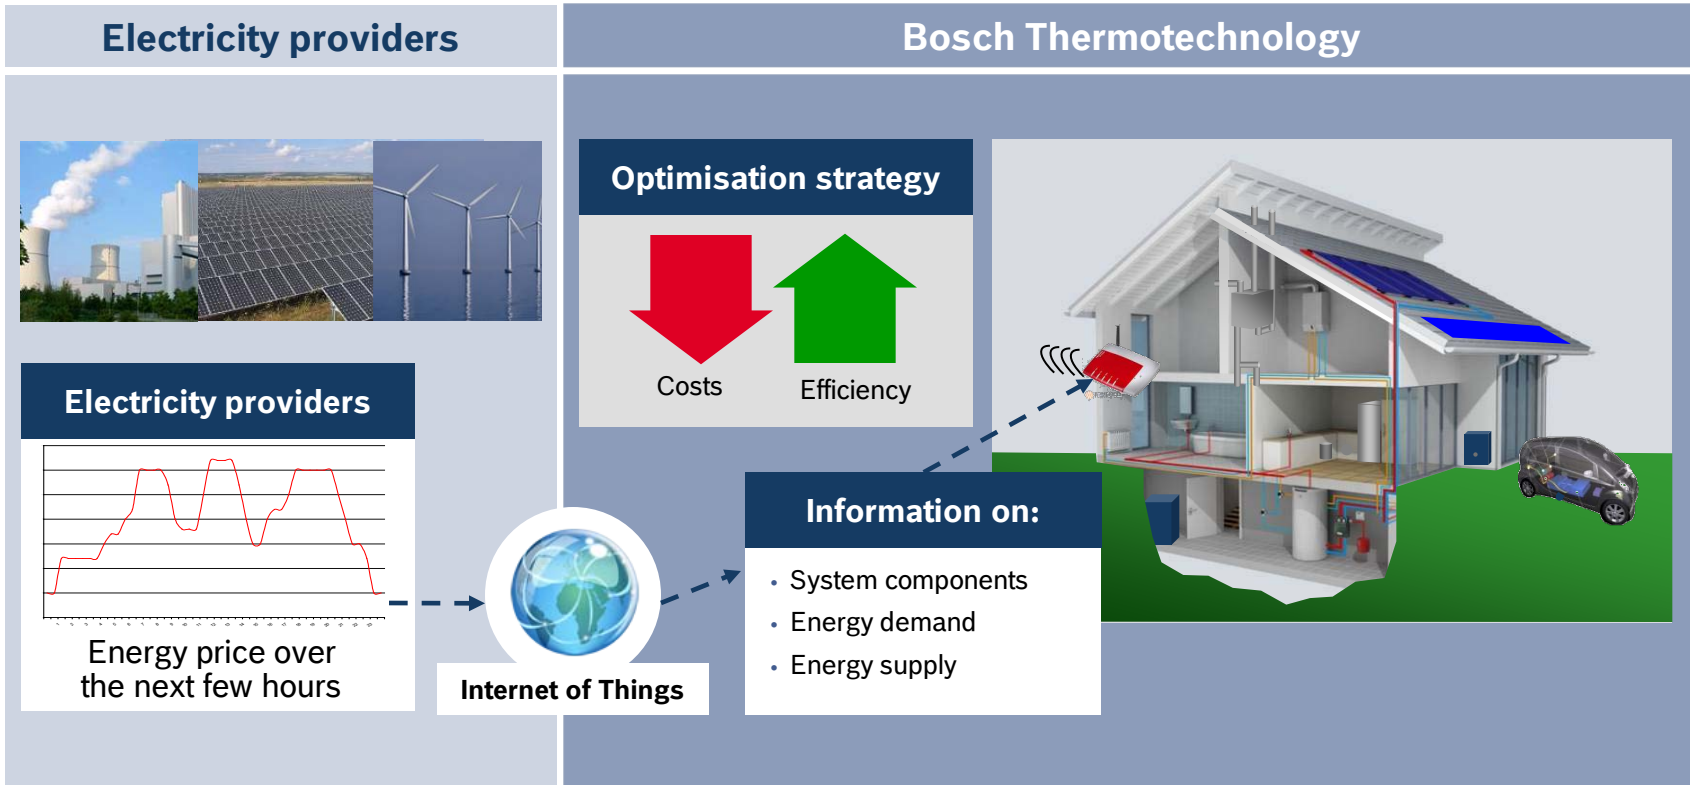 Electricity providers
Bosch Thermotechnology
Optimisation strategy
Costs
Efficiency
Electricity providers
Energy price over
the next few hours
Internet of Things
Information on:
• System components
• Energy demand
• Energy supply